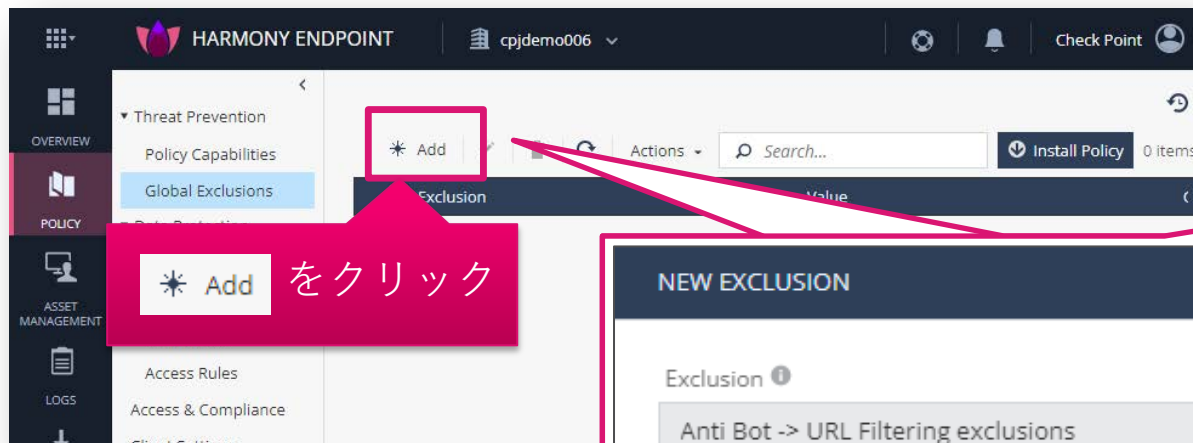 HARMONY ENDPOINT
cpjdemo006
Check Point
OVERVIEW
Threat Prevention
Policy Capabilities
Global Exclusions
Add
Actions
Search...
Install Policy
0 items
Exclusion
Value
POLICY
Add をクリック
NEW EXCLUSION
ASSET
MANAGEMENT
Exclusion
Access Rules
LOGS
Access & Compliance
Anti Bot -> URL Filtering exclusions